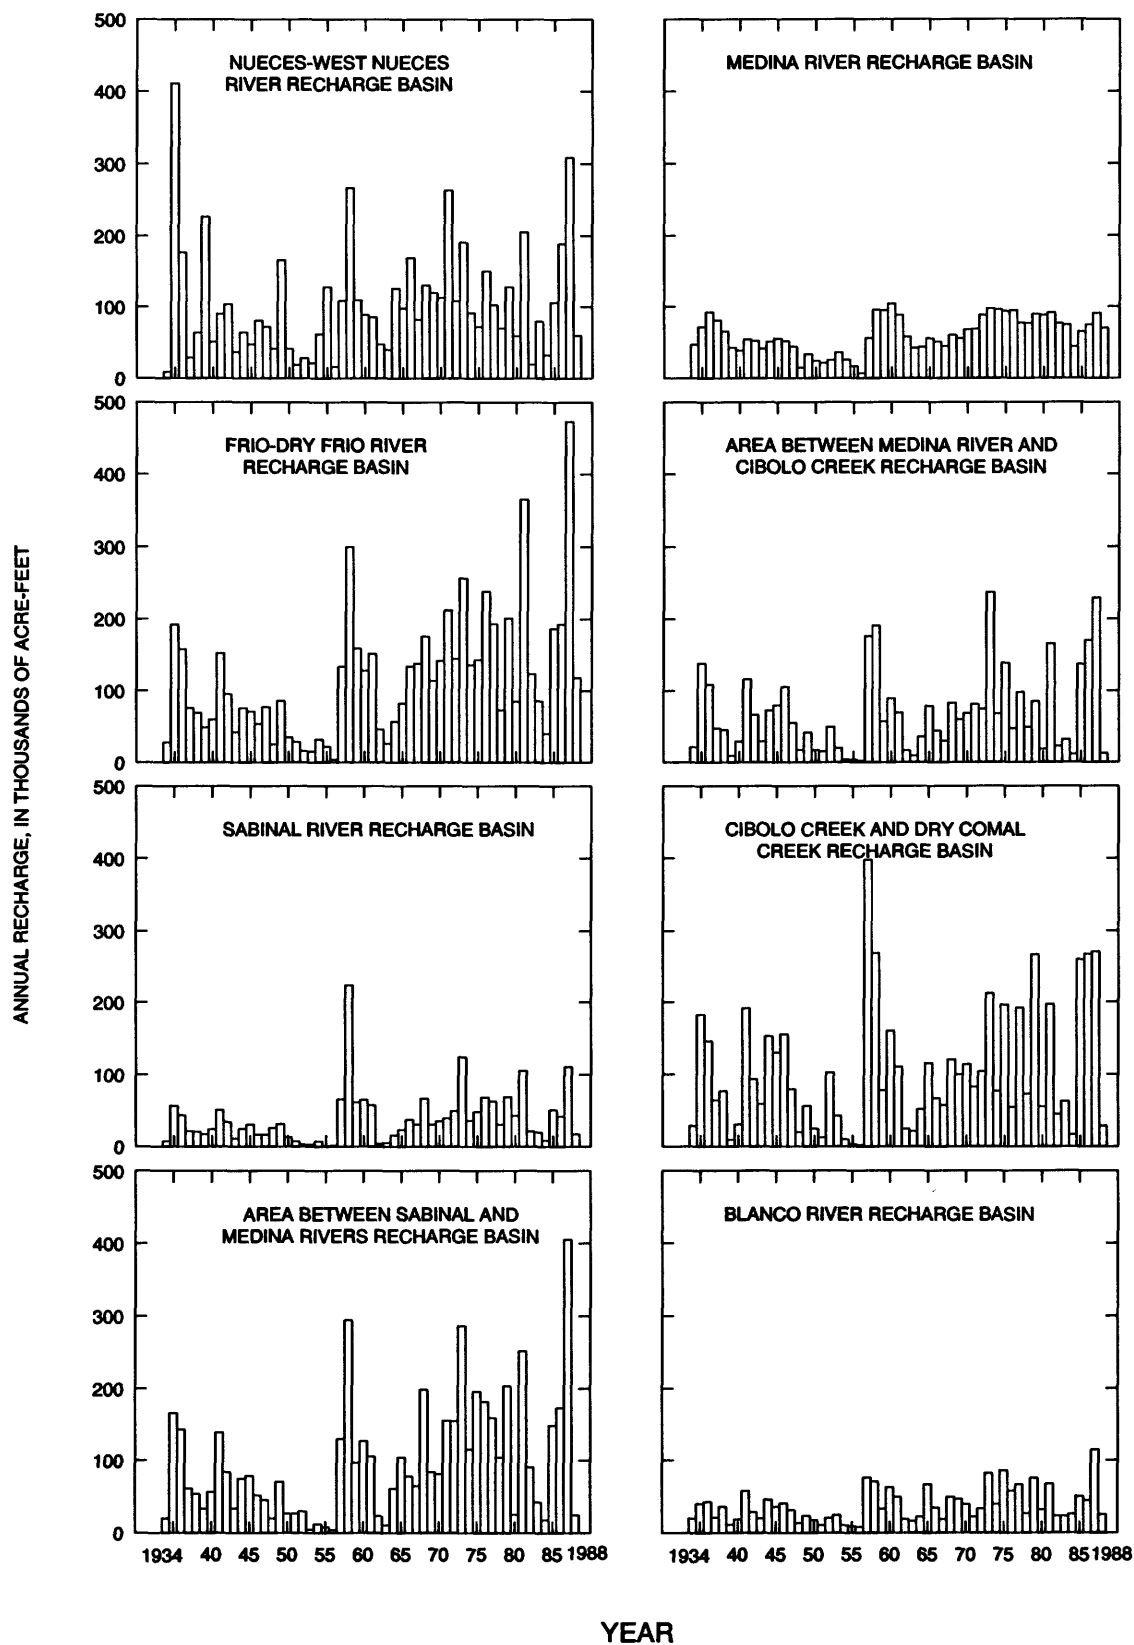 500
400
300
200
100
0
NUECES-WEST NUECES
RIVER RECHARGE BASIN
MEDINA RIVER RECHARGE BASIN
500
400
300
200
100
0
FRIO-DRY FRIO RIVER
RECHARGE BASIN
AREA BETWEEN MEDINA RIVER AND
CIBOLO CREEK RECHARGE BASIN
ANNUAL RECHARGE, IN THOUSANDS OF ACRE-FEET
500
400
300
200
100
0
SABINAL RIVER RECHARGE BASIN
CIBOLO CREEK AND DRY COMAL
CREEK RECHARGE BASIN
500
400
300
200
100
0
AREA BETWEEN SABINAL AND
MEDINA RIVERS RECHARGE BASIN
BLANCO RIVER RECHARGE BASIN
1934 40 45 50 55 60 65 70 75 80 85 1988
1934 40 45 50 55 60 65 70 75 80 85 1988
YEAR